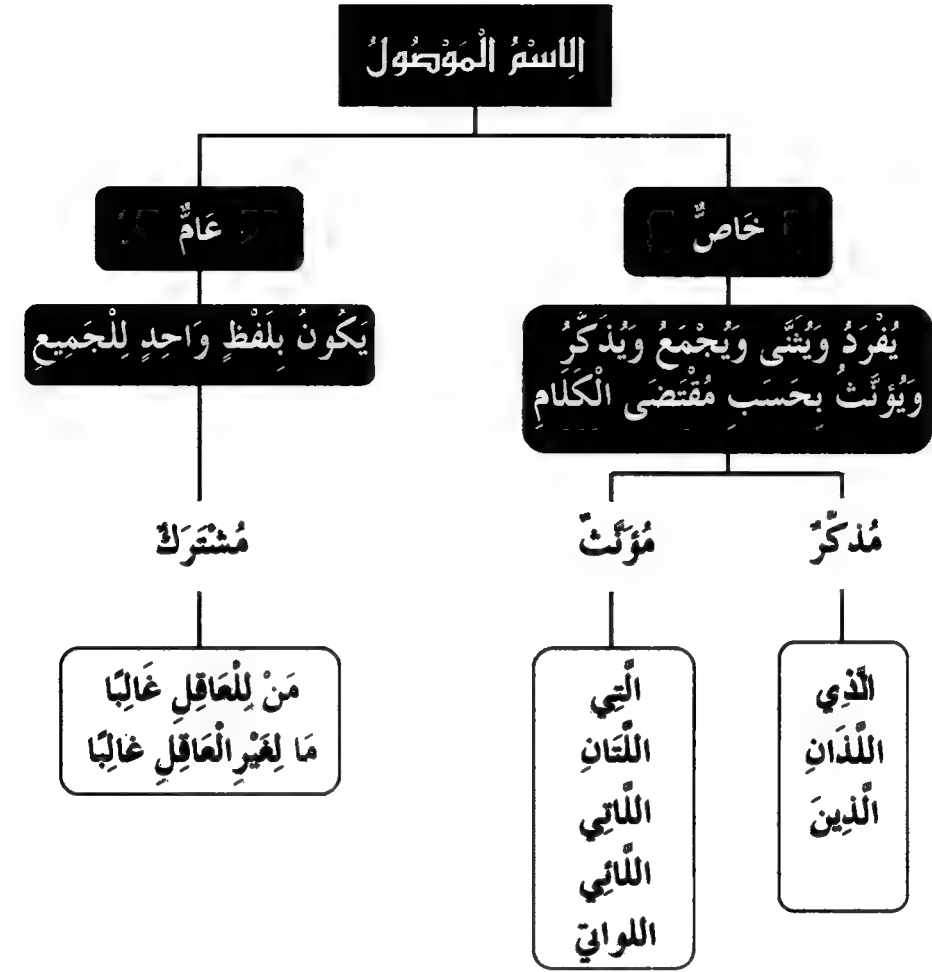 الِاسْمُ الْمَوْصُولُ
خَاصٌّ
عَامٌّ
يُفْرَدُ وَيُثَنَّى وَيُجْمَعُ وَيُذَكَّرُ
وَيُؤَنَّثُ بِحَسَبِ مُقْتَضَى الْكَلَامِ
يَكُونُ بِلَفْظٍ وَاحِدٍ لِلْجَمِيعِ
مُذَكَّرٌ
مُؤَنَّثٌ
مُشْتَرَكٌ
الَّذِي
اللَّذَانِ
الَّذِينَ
الَّتِي
اللَّتَانِ
اللَّاتِي
اللَّائِي
اللواتي
مَنْ لِلْعَاقِلِ غَالِبًا
مَا لِغَيْرِ الْعَاقِلِ غَالِبًا